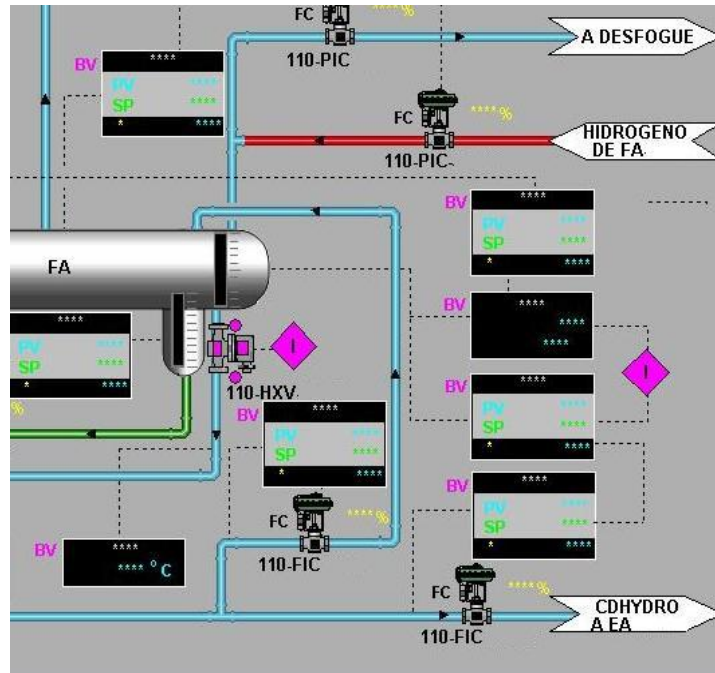 FC
****%
A DESFOGUE
BV
****
110-PIC
PV ****
SP ****
* ****
FC
****%
HIDROGENO
DE FA
110-PIC
BV
****
PV ****
SP ****
* ****
FA
BV
****
****
****
****
PV ****
SP ****
* ****
%
I
I
110-HXV
BV
****
PV ****
SP ****
* ****
BV
****
PV ****
SP ****
* ****
BV
****
PV ****
SP ****
* ****
FC
****%
BV
****
**** °C
110-FIC
FC
****%
CDHYDRO
A EA
110-FIC